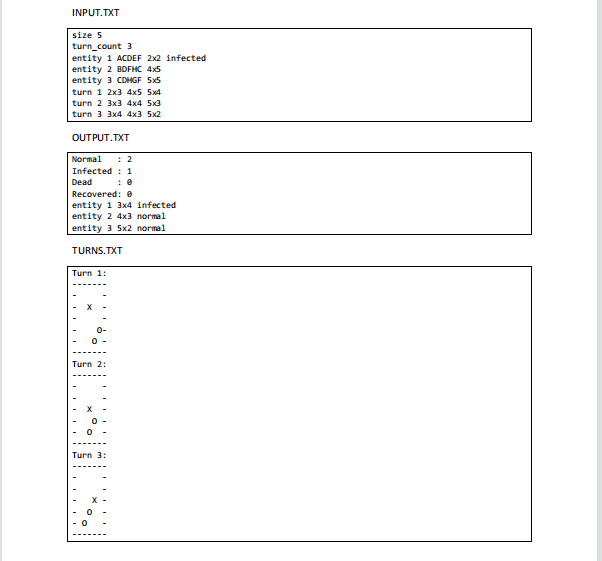 INPUT.TXT
size 5
turn_count 3
entity 1 ACDEF 2x2 infected
entity 2 BDFHC 4x5
entity 3 CDHGF 5x5
turn 1 2x3 4x5 5x4
turn 2 3x3 4x4 5x3
turn 3 3x4 4x3 5x2
OUTPUT.TXT
Normal   : 2
Infected : 1
Dead     : 0
Recovered: 0
entity 1 3x4 infected
entity 2 4x3 normal
entity 3 5x2 normal
TURNS.TXT
Turn 1:
-------
-     -
-  X  -
-     -
-    O-
-   O -
-------
Turn 2:
-------
-     -
-     -
-  X  -
-   O -
-  O  -
-------
Turn 3:
-------
-     -
-     -
-   X -
-  O  -
- O   -
-------